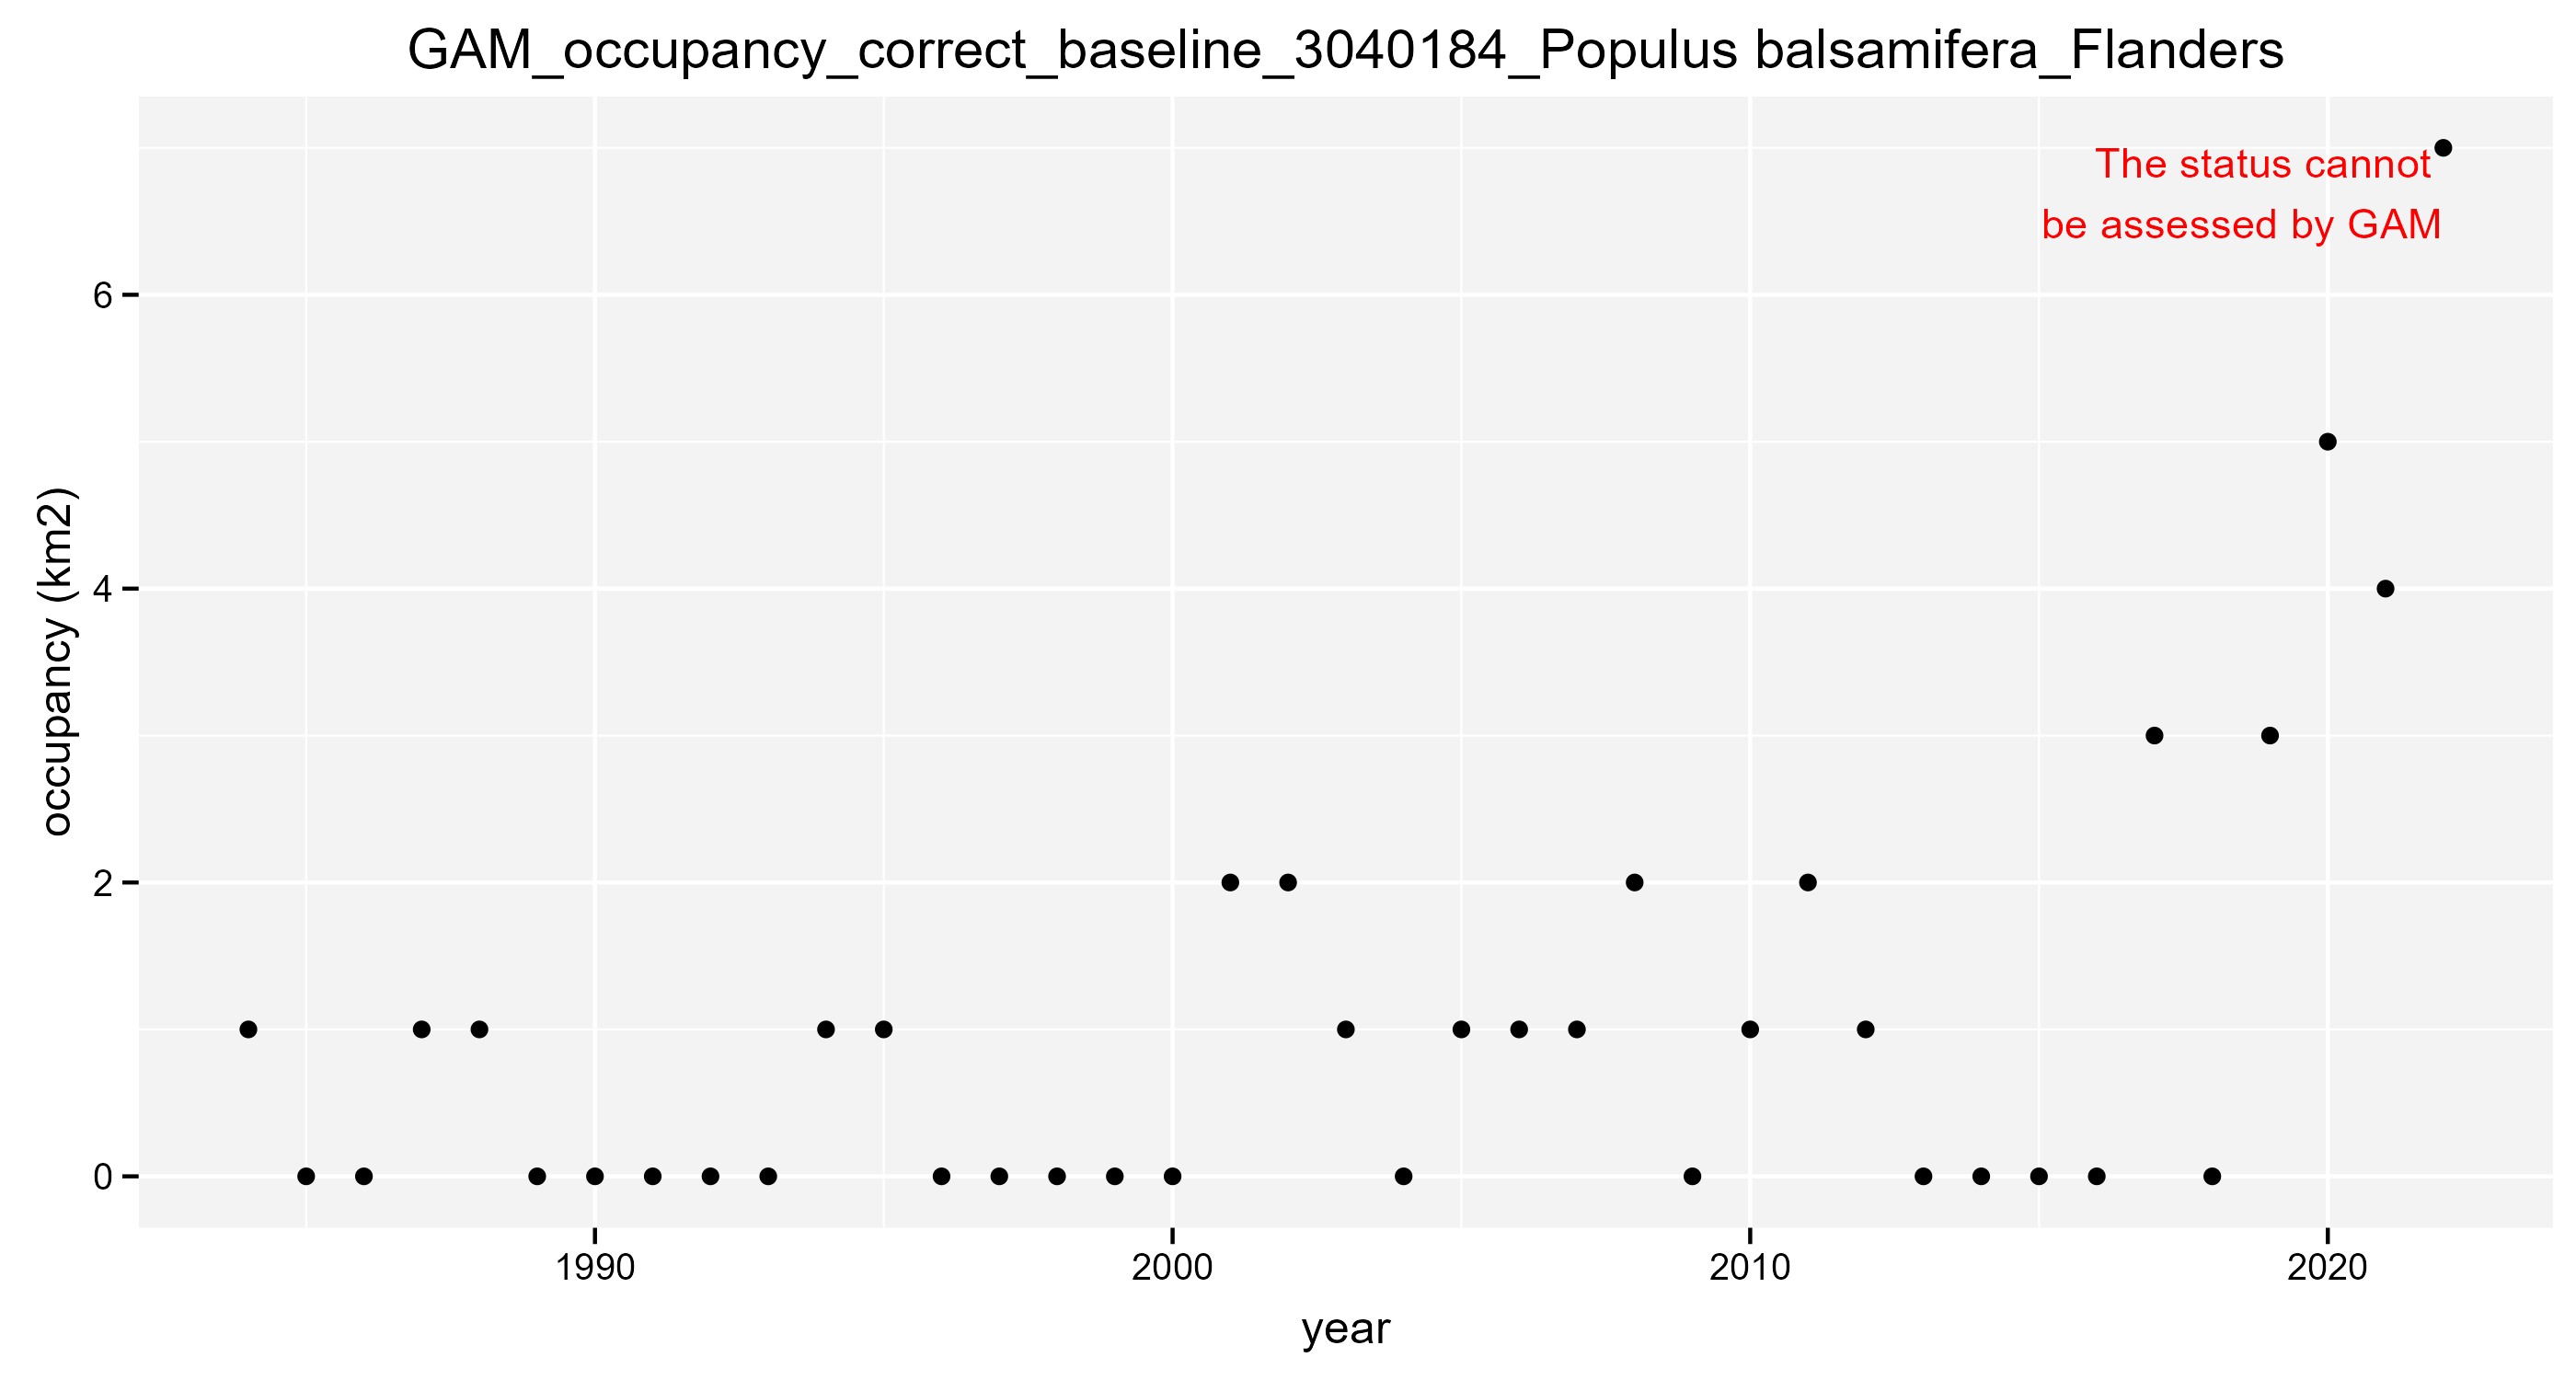 GAM_occupancy_correct_baseline_3040184_Populus balsamifera_Flanders
The status cannot
be assessed by GAM
occupancy (km2)
6
4
2
0
1990
2000
2010
2020
year